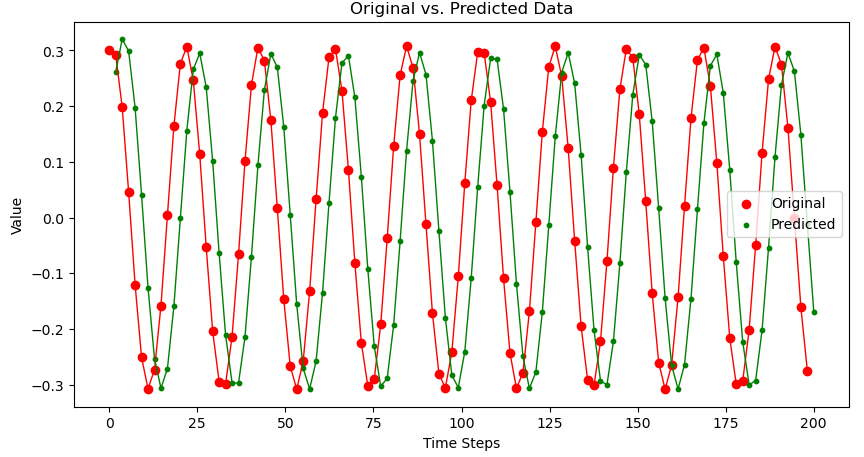 Original vs. Predicted Data
Value
0.3
0.2
0.1
0.0
−0.1
−0.2
−0.3
Original
Predicted
0 25 50 75 100 125 150 175 200
Time Steps